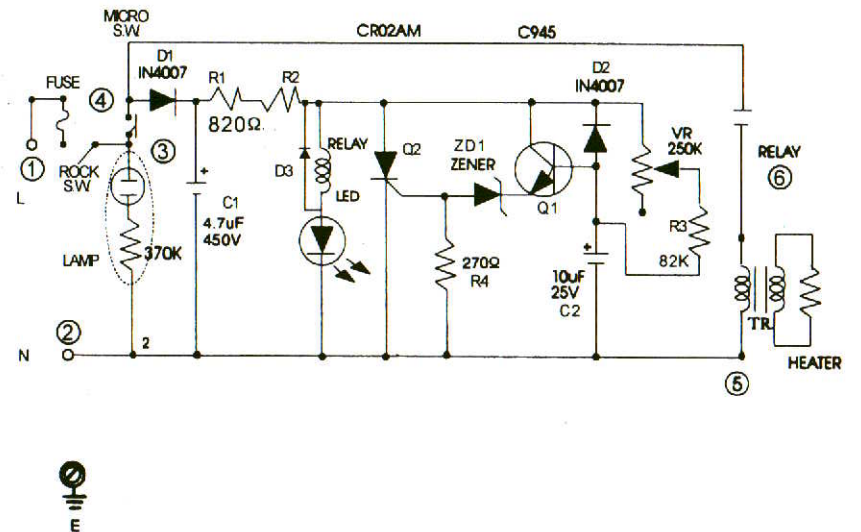 MICRO
S.W.
CR02AM
C945
D1
IN4007
D2
IN4007
FUSE
R1
R2
4
820Ω
VR
250K
ZD1
ZENER
Q2
RELAY
RELAY
1
3
ROCK
S.W.
D3
6
L
LED
Q1
C1
4.7uF
450V
R3
LAMP
370K
270Ω
R4
10uF
25V
C2
82K
TR.
2
N
2
HEATER
5
E